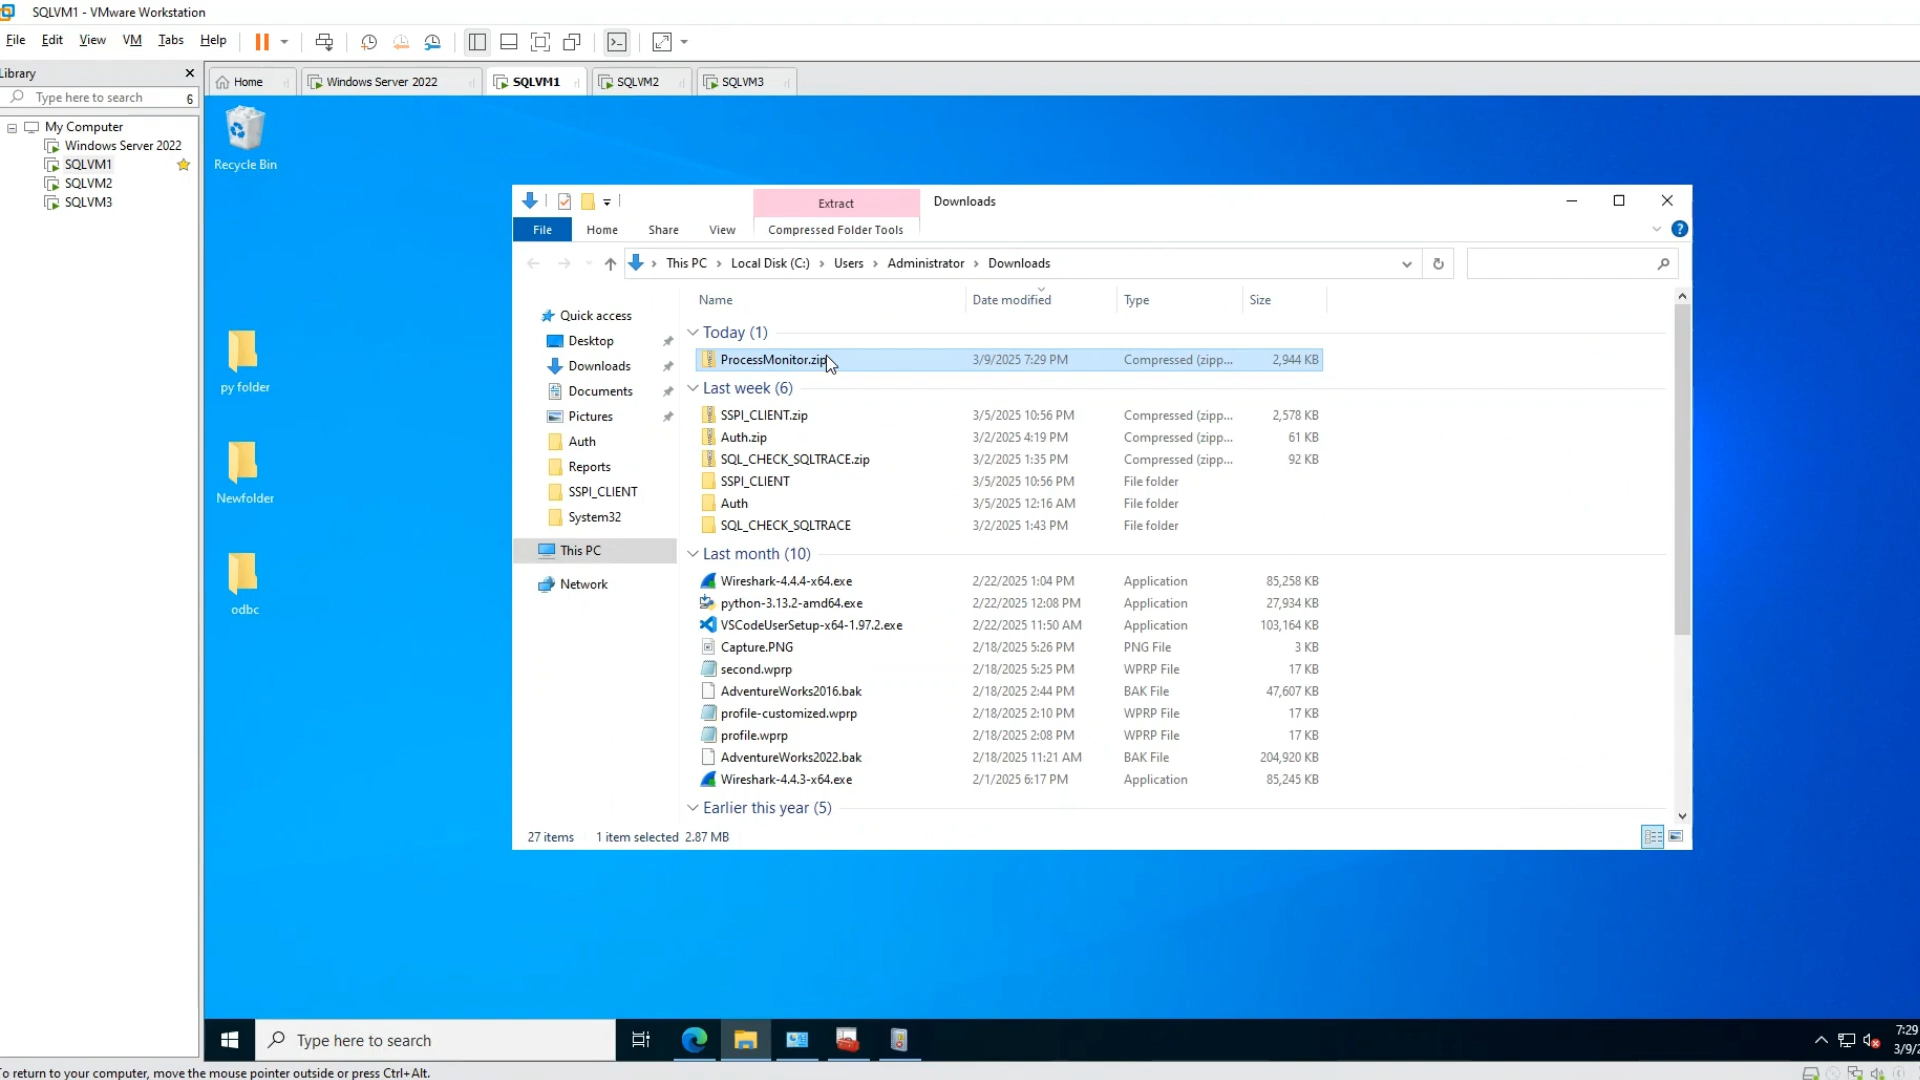 SQLVM1 - VMware Workstation
File Edit View VM Tabs Help
Library
Type here to search 6
My Computer
Windows Server 2022
SQLVM1
SQLVM2
SQLVM3
Home Windows Server 2022 SQLVM1 SQLVM2 SQLVM3
Recycle Bin
py folder
Newfolder
odbc
Extract Downloads
File Home Share View Compressed Folder Tools
This PC Local Disk (C:) Users Administrator Downloads
Quick access
Desktop
Downloads
Documents
Pictures
Auth
Reports
SSPI_CLIENT
System32
This PC
Network
Name Date modified Type Size
Today (1)
ProcessMonitor.zip 3/9/2025 7:29 PM Compressed (zipp... 2,944 KB
Last week (6)
SSPI_CLIENT.zip 3/5/2025 10:56 PM Compressed (zipp... 2,578 KB
Auth.zip 3/2/2025 4:19 PM Compressed (zipp... 61 KB
SQL_CHECK_SQLTRACE.zip 3/2/2025 1:35 PM Compressed (zipp... 92 KB
SSPI_CLIENT 3/5/2025 10:56 PM File folder
Auth 3/5/2025 12:16 AM File folder
SQL_CHECK_SQLTRACE 3/2/2025 1:43 PM File folder
Last month (10)
Wireshark-4.4.4-x64.exe 2/22/2025 1:04 PM Application 85,258 KB
python-3.13.2-amd64.exe 2/22/2025 12:08 PM Application 27,934 KB
VSCodeUserSetup-x64-1.97.2.exe 2/22/2025 11:50 AM Application 103,164 KB
Capture.PNG 2/18/2025 5:26 PM PNG File 3 KB
second.wprp 2/18/2025 5:25 PM WPRP File 17 KB
AdventureWorks2016.bak 2/18/2025 2:44 PM BAK File 47,607 KB
profile-customized.wprp 2/18/2025 2:10 PM WPRP File 17 KB
profile.wprp 2/18/2025 2:08 PM WPRP File 17 KB
AdventureWorks2022.bak 2/18/2025 11:21 AM BAK File 204,920 KB
Wireshark-4.4.3-x64.exe 2/1/2025 6:17 PM Application 85,245 KB
Earlier this year (5)
27 items 1 item selected 2.87 MB
Type here to search
7:29
3/9/2
To return to your computer, move the mouse pointer outside or press Ctrl+Alt.